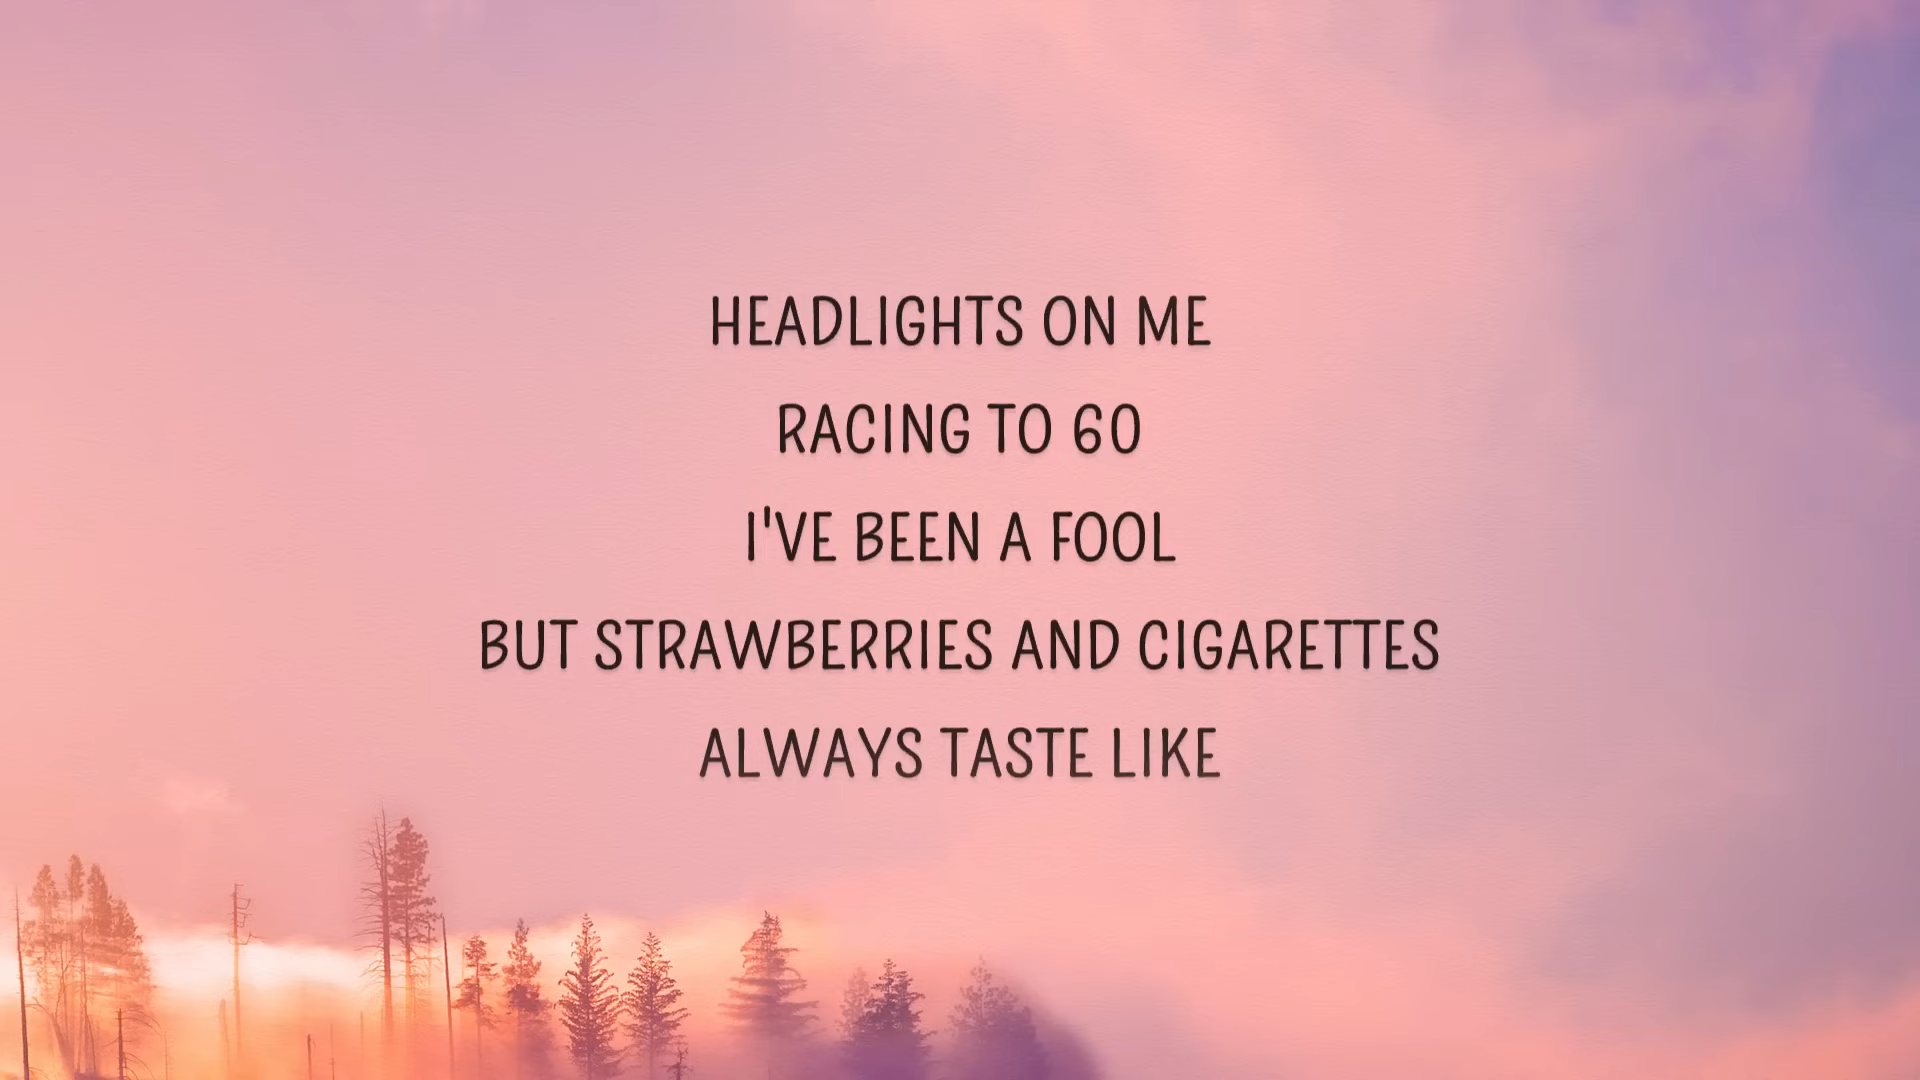 HEADLIGHTS ON ME
RACING TO 60
I'VE BEEN A FOOL
BUT STRAWBERRIES AND CIGARETTES
ALWAYS TASTE LIKE